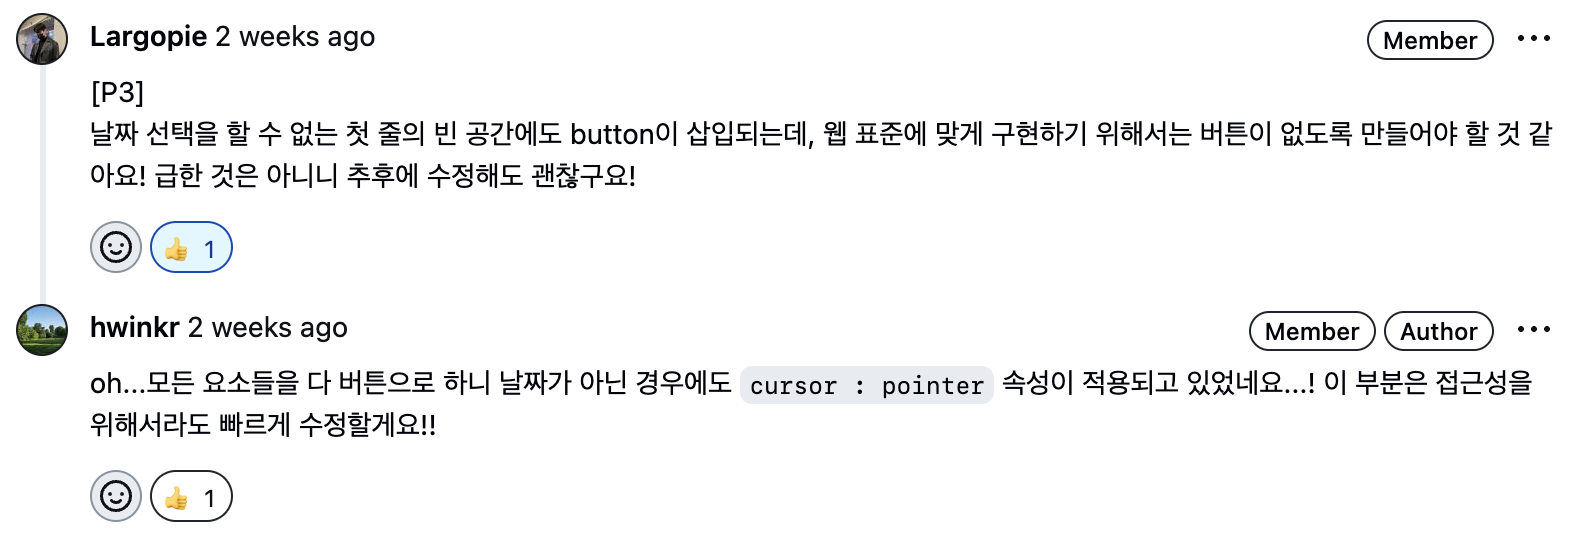 Largopie 2 weeks ago
Member
[P3]
날짜 선택을 할 수 없는 첫 줄의 빈 공간에도 button이 삽입되는데, 웹 표준에 맞게 구현하기 위해서는 버튼이 없도록 만들어야 할 것 같
아요! 급한 것은 아니니 추후에 수정해도 괜찮구요!
👍 1
hwinkr 2 weeks ago
Member Author
oh...모든 요소들을 다 버튼으로 하니 날짜가 아닌 경우에도 cursor : pointer 속성이 적용되고 있었네요...! 이 부분은 접근성을
위해서라도 빠르게 수정할게요!!
👍 1